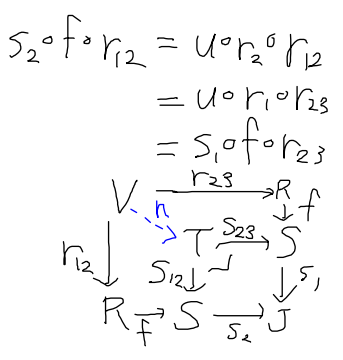 s₂∘f∘r₁₂ = u∘r₂∘r₁₂
= u∘r₁∘r₂₃
= s₁∘f∘r₂₃
r₂₃
V R
n f
T s₂₃ S
r₁₂ s₁₂ s₁
R f S s₂ J